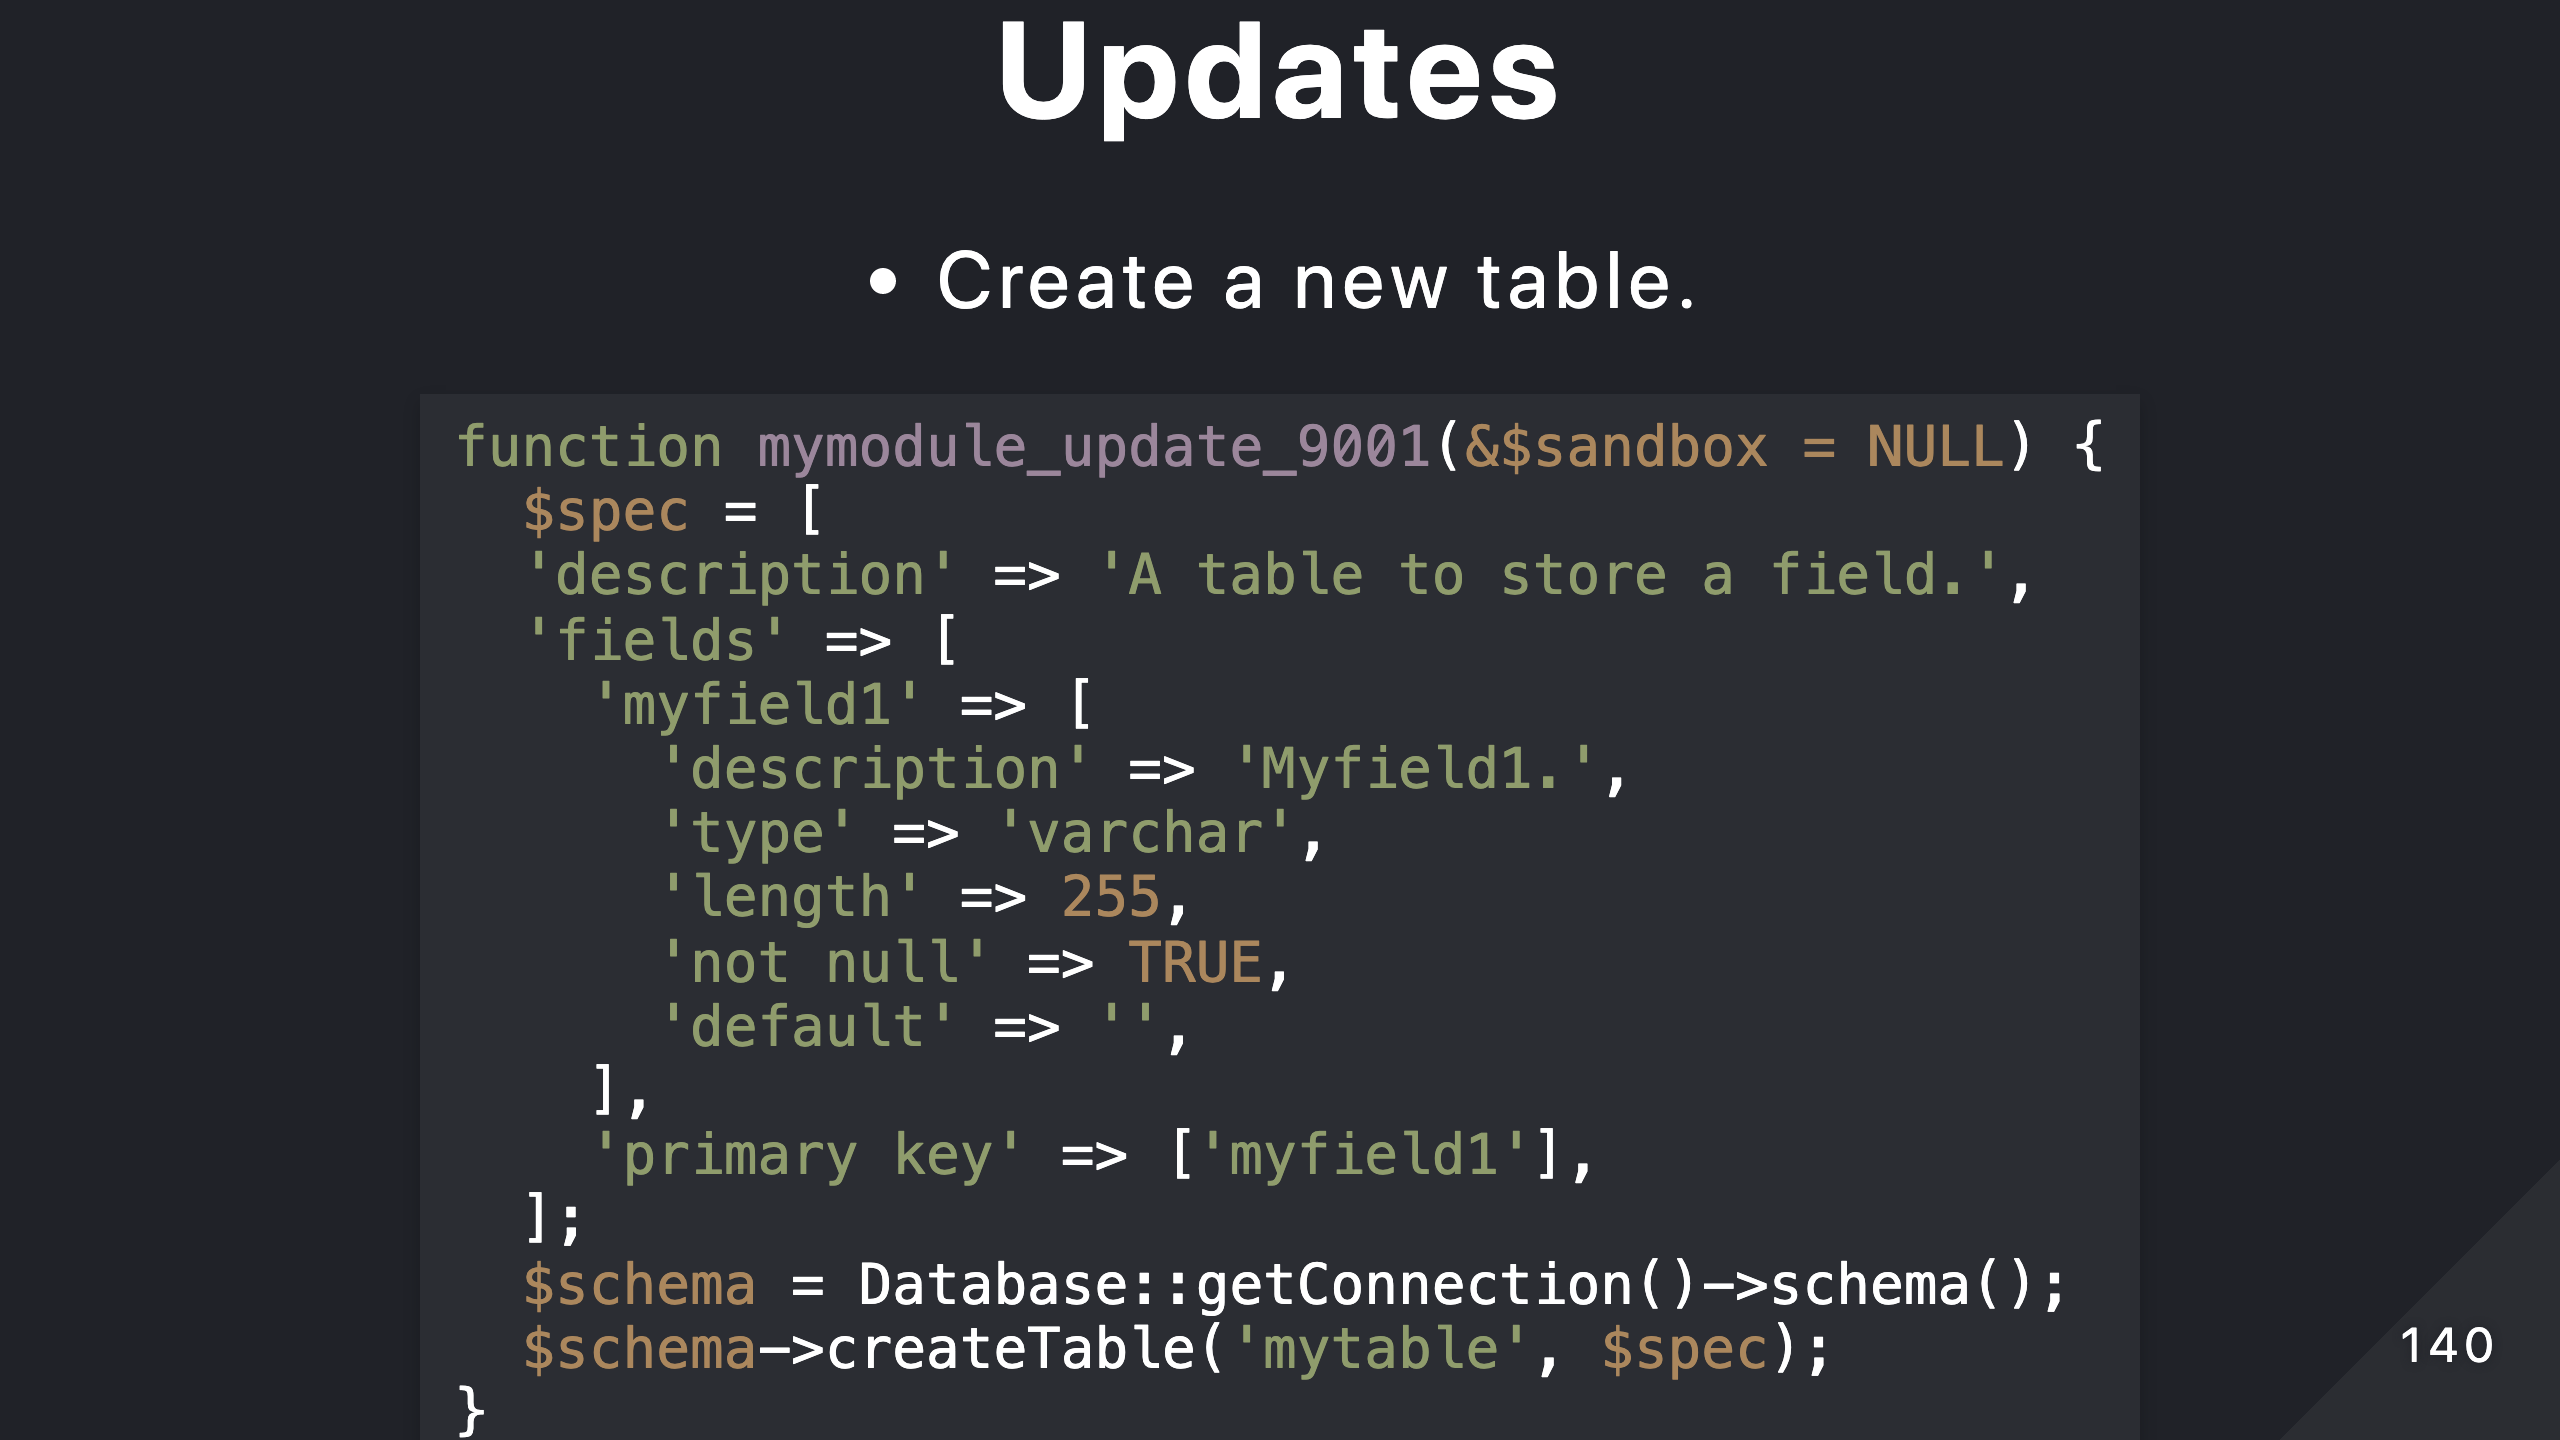 Updates
• Create a new table.
function mymodule_update_9001(&$sandbox = NULL) {
  $spec = [
  'description' => 'A table to store a field.',
  'fields' => [
    'myfield1' => [
      'description' => 'Myfield1.',
      'type' => 'varchar',
      'length' => 255,
      'not null' => TRUE,
      'default' => '',
    ],
    'primary key' => ['myfield1'],
  ];
  $schema = Database::getConnection()->schema();
  $schema->createTable('mytable', $spec);
}
140